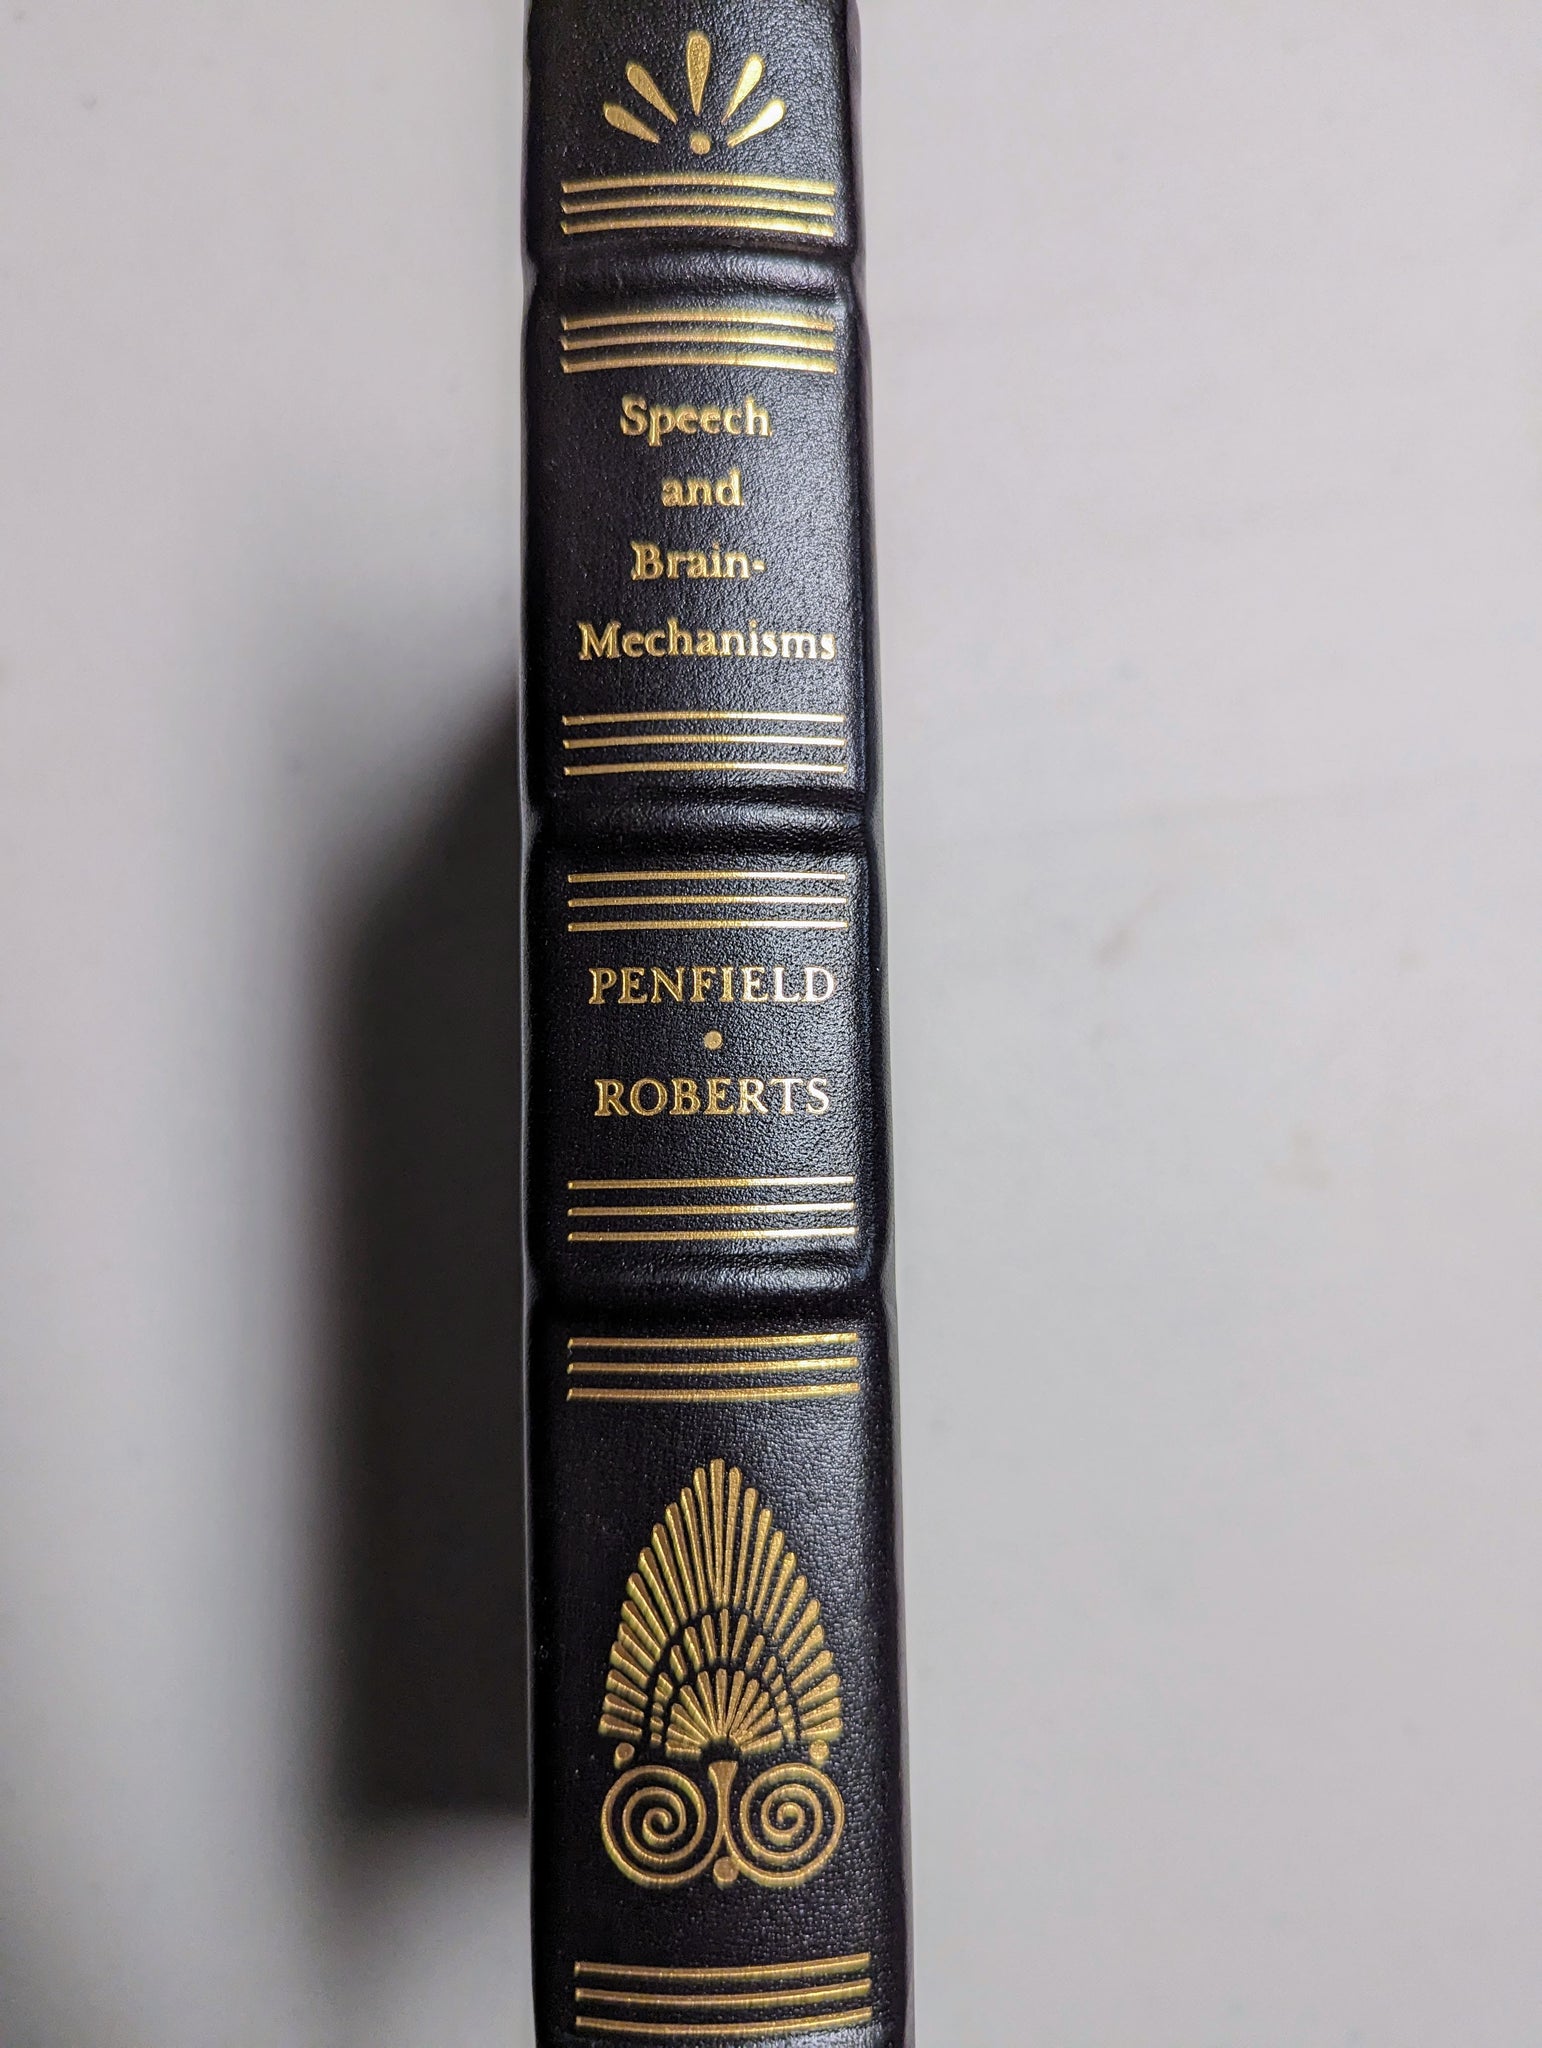 Speech
and
Brain-
Mechanisms
PENFIELD
•
ROBERTS